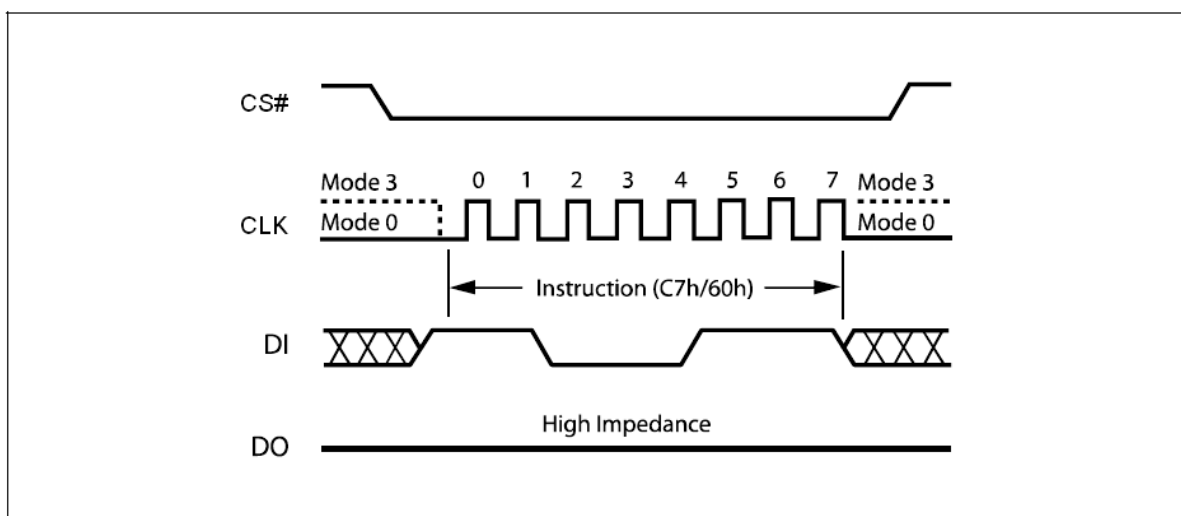 CS#
Mode 3 0 1 2 3 4 5 6 7 Mode 3
CLK Mode 0 Mode 0
Instruction (C7h/60h)
DI
High Impedance
DO